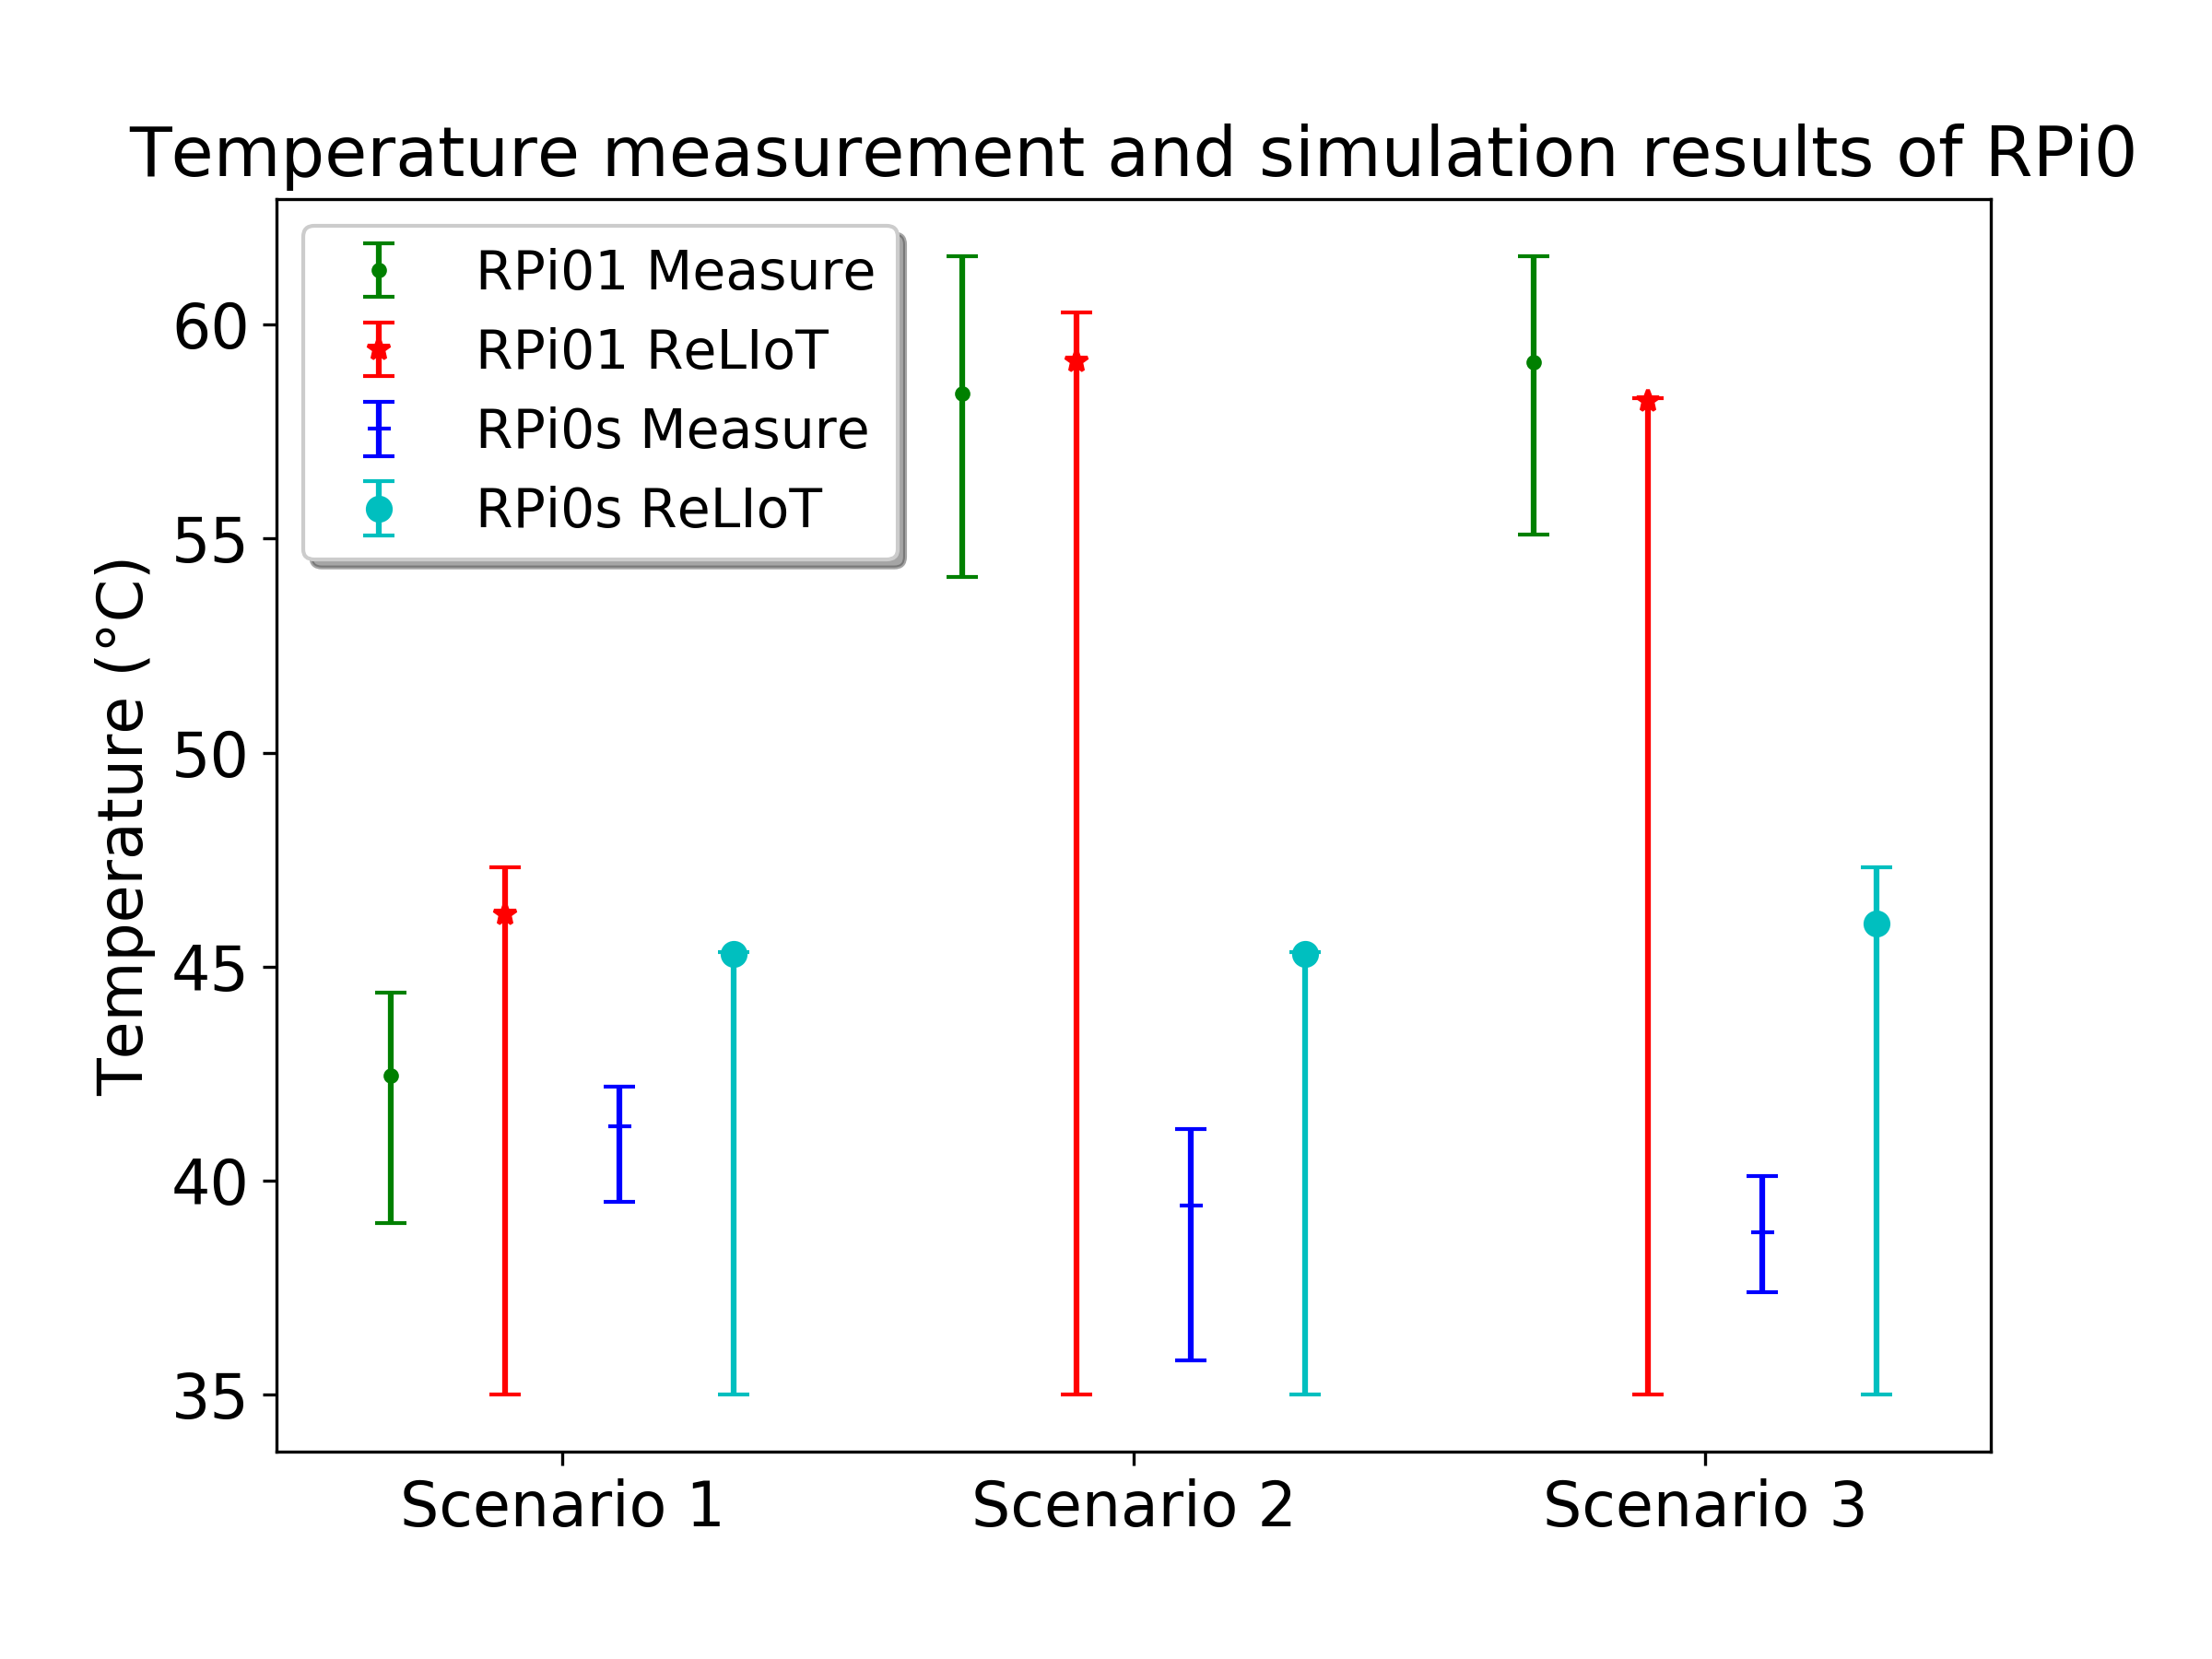 Temperature measurement and simulation results of RPi0
RPi01 Measure
RPi01 ReLIoT
RPi0s Measure
RPi0s ReLIoT
Temperature (°C)
60
55
50
45
40
35
Scenario 1
Scenario 2
Scenario 3